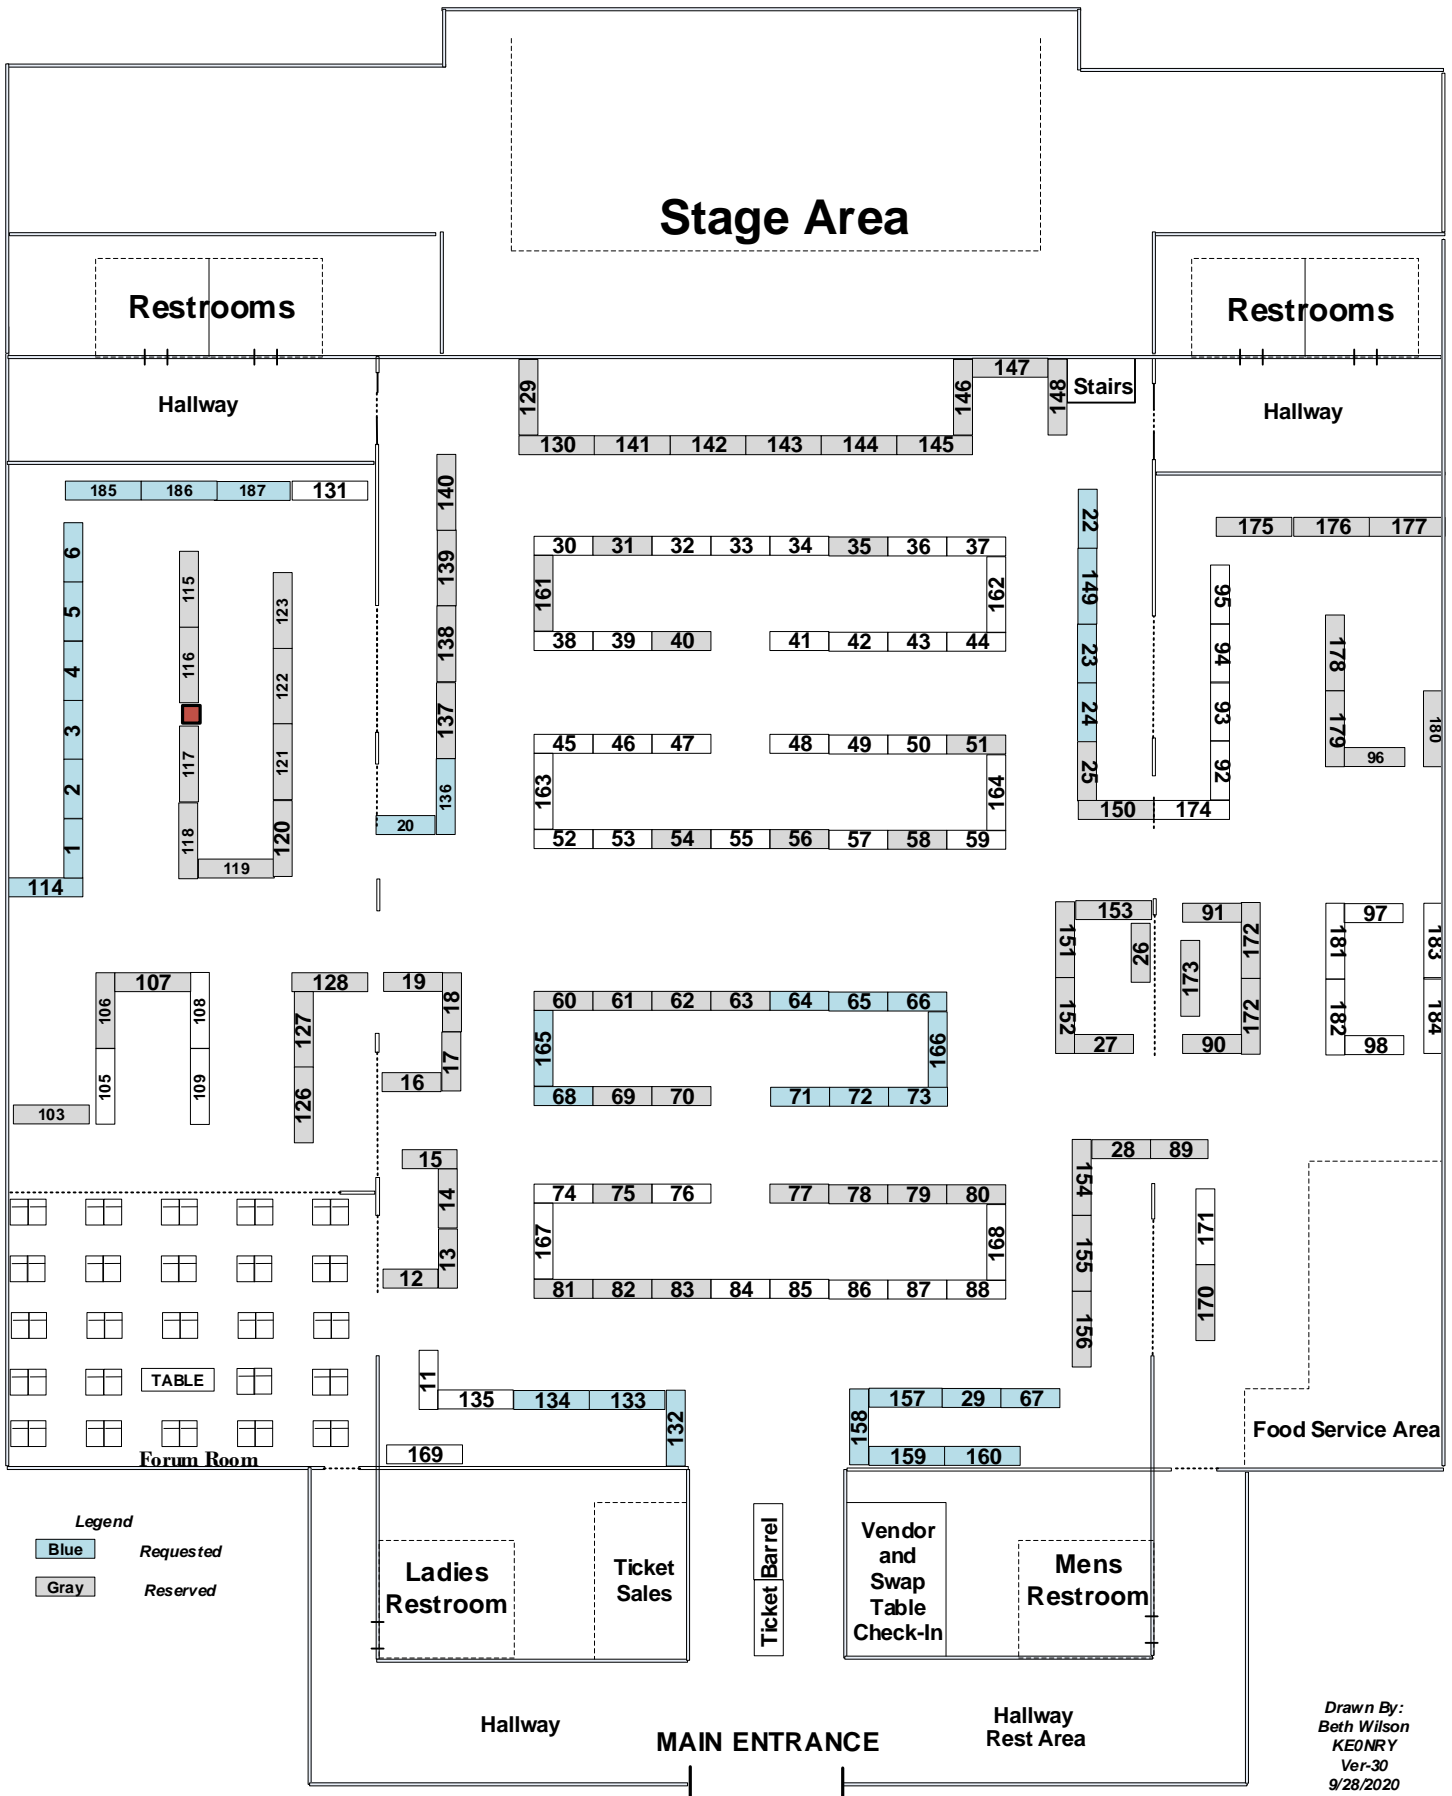 Stage Area
Restrooms
Restrooms
Hallway
Hallway
Stairs
129
146
147
148
130 141 142 143 144 145
185 186 187 131
140
139
138
137
136
20
6
5
4
3
2
1
114
115
116
117
118
119
123
122
121
120
30 31 32 33 34 35 36 37
161
162
38 39 40 41 42 43 44
45 46 47 48 49 50 51
163
164
52 53 54 55 56 57 58 59
22
149
23
24
25
150 174
95
94
93
92
175 176 177
178
179
96
180
107
106
105
108
109
103
128
127
126
19
18
17
16
15
14
13
12
60 61 62 63 64 65 66
165
166
68 69 70 71 72 73
153
151
152
26
27
91
172
173
172
90
97
181
182
98
183
184
74 75 76 77 78 79 80
167
168
81 82 83 84 85 86 87 88
28 89
154
155
156
171
170
TABLE
Forum Room
11
135 134 133
132
169
157 29 67
158
159 160
Food Service Area
Legend
Blue Requested
Gray Reserved
Ladies
Restroom
Ticket
Sales
Ticket Barrel
Vendor
and
Swap
Table
Check-In
Mens
Restroom
Hallway
MAIN ENTRANCE
Hallway
Rest Area
Drawn By:
Beth Wilson
KE0NRY
Ver-30
9/28/2020